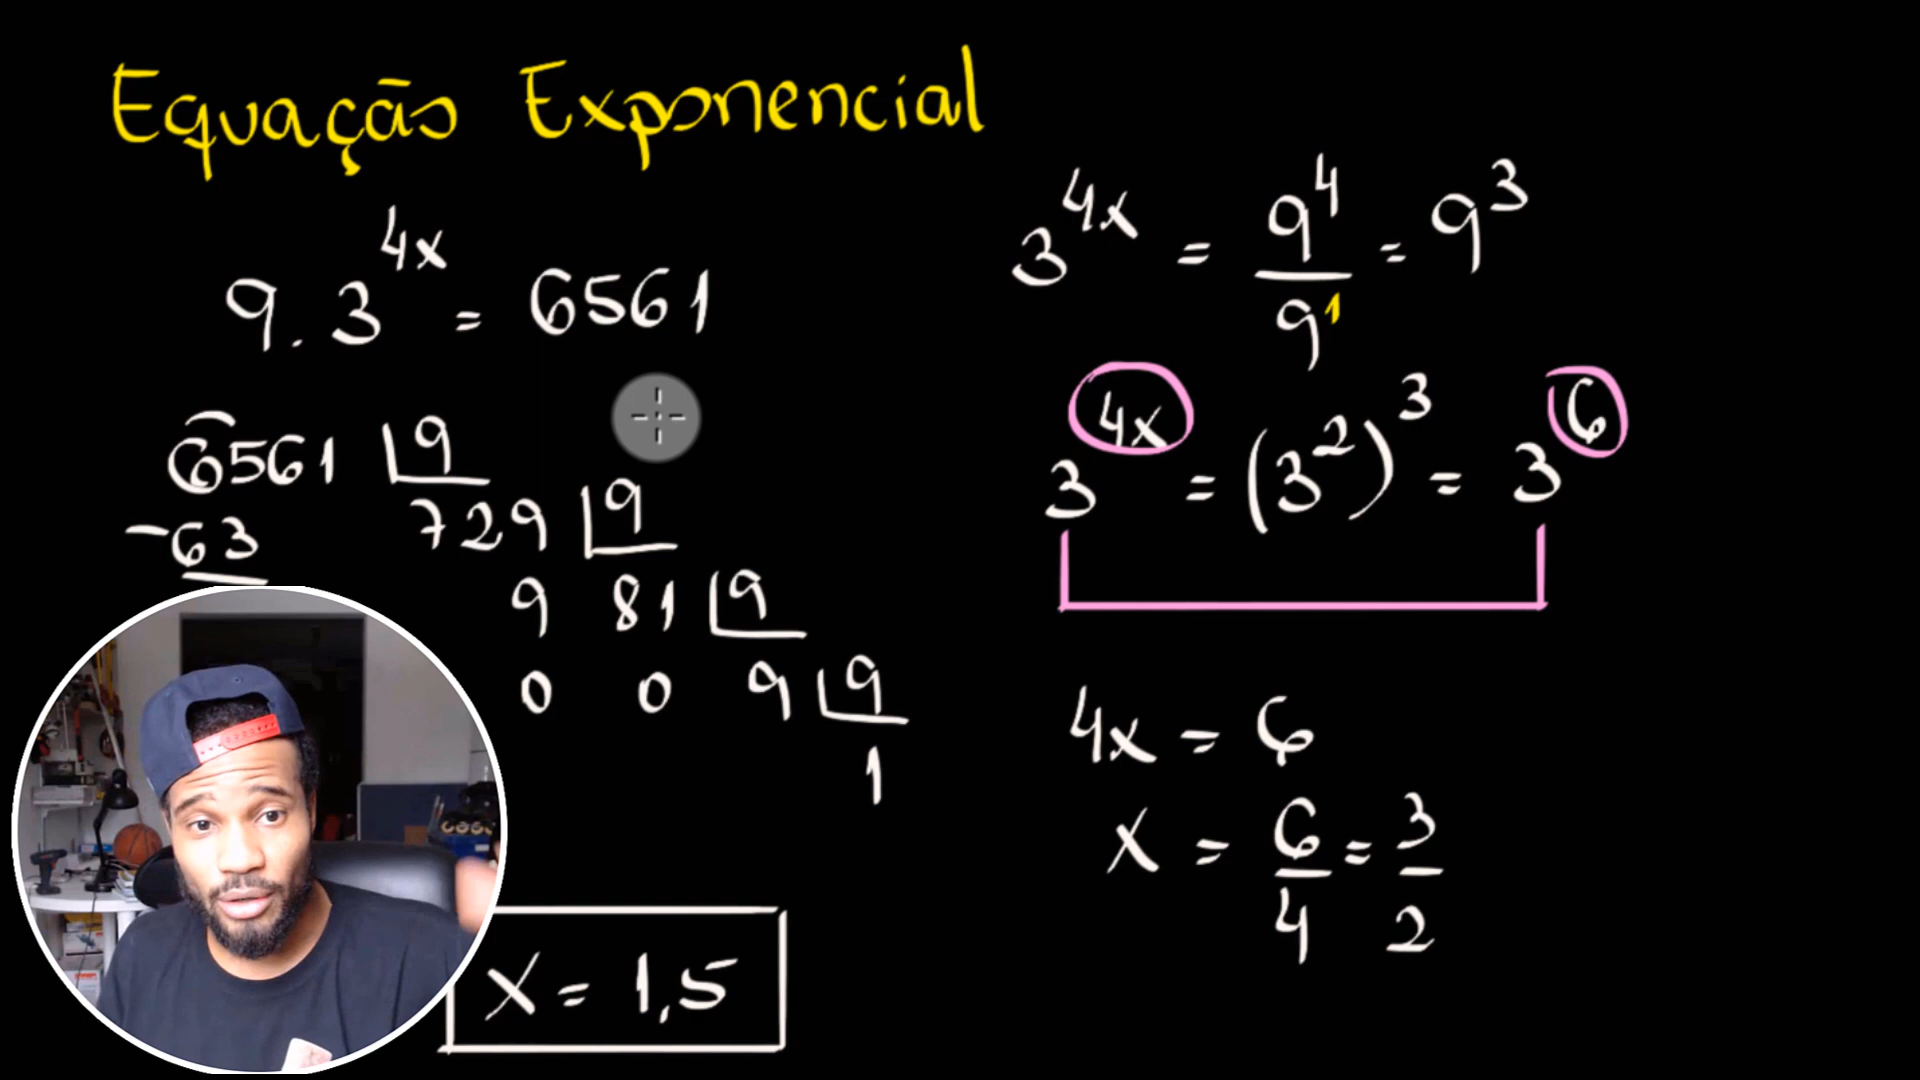 Equação Exponencial
9 . 3^{4x} = 6561
6561 | 9
- 63 729 | 9
9 81 | 9
0 0 9 | 9
1
x = 1,5
3^{4x} = 9^4 / 9^1 = 9^3
3^{4x} = (3^2)^3 = 3^6
4x = 6
x = 6/4 = 3/2